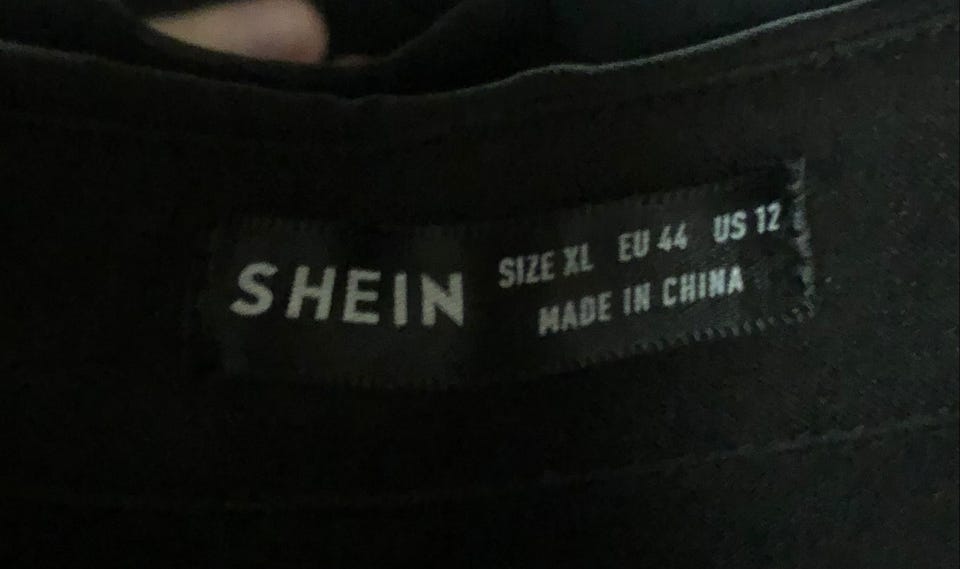 SHEIN
SIZE XL EU 44 US 12
MADE IN CHINA